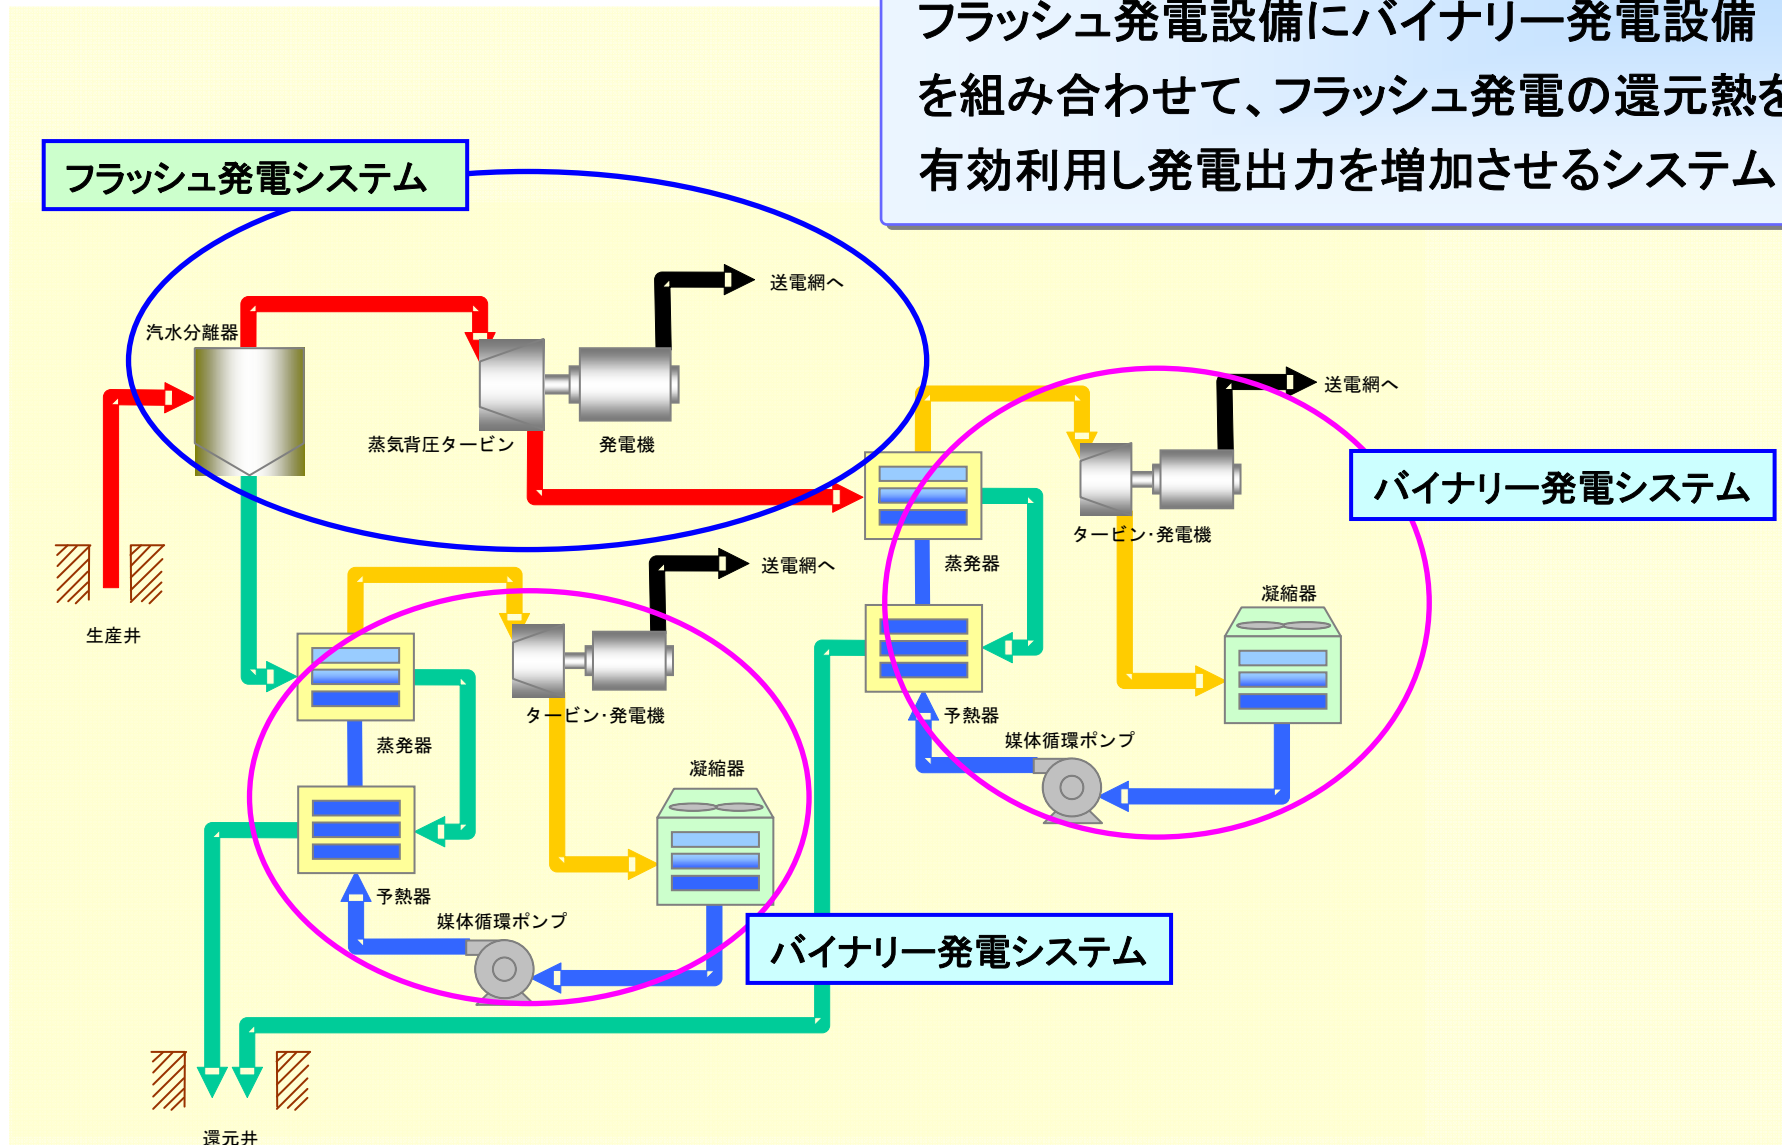 フラッシュ発電設備にバイナリー発電設備
を組み合わせて、フラッシュ発電の還元熱を
有効利用し発電出力を増加させるシステム
フラッシュ発電システム
送電網へ
汽水分離器
蒸気背圧タービン
発電機
送電網へ
バイナリー発電システム
タービン・発電機
蒸発器
送電網へ
凝縮器
生産井
タービン・発電機
予熱器
蒸発器
媒体循環ポンプ
凝縮器
予熱器
媒体循環ポンプ
バイナリー発電システム
還元井